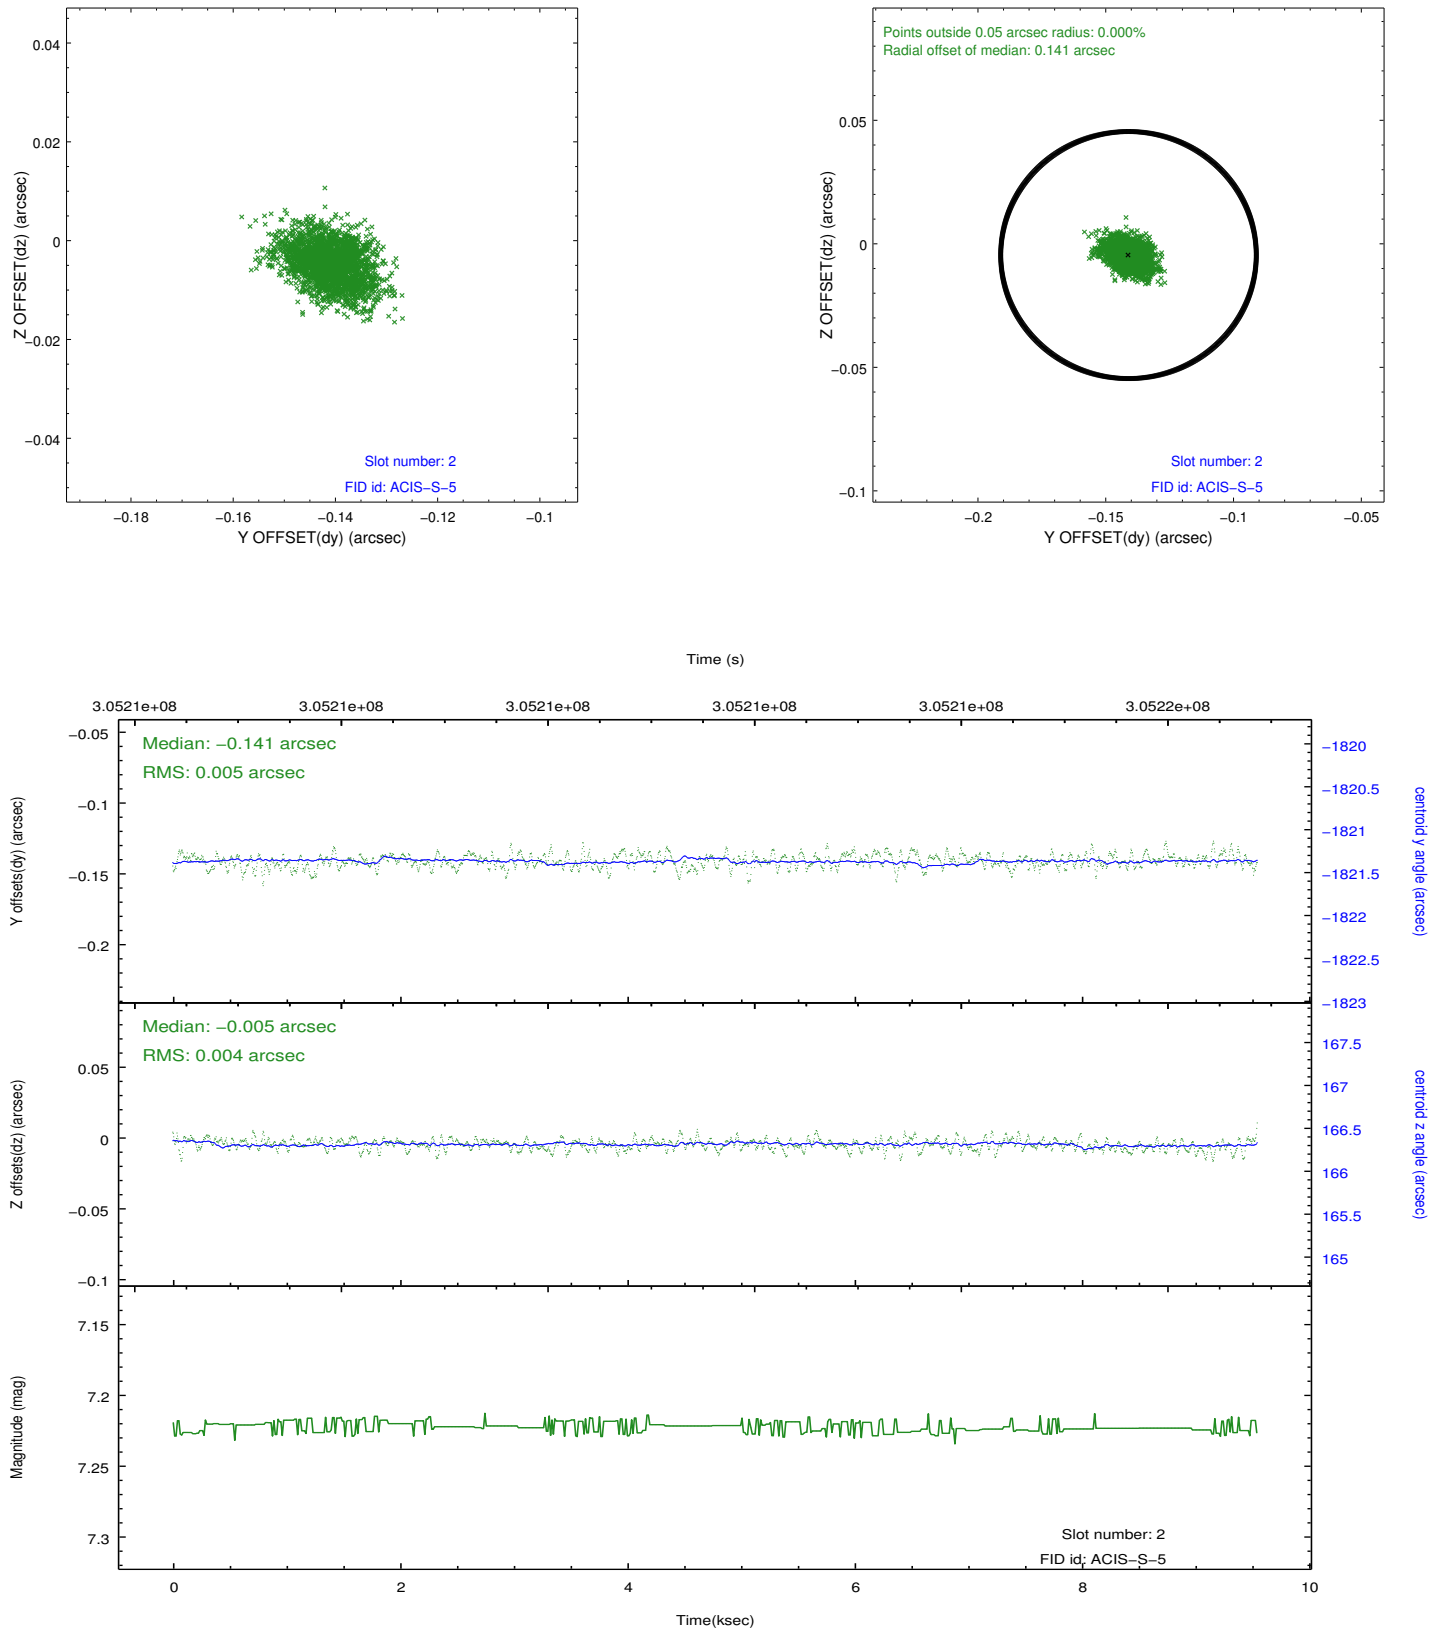 0.04
0.02
0
−0.02
−0.04
Z OFFSET(dz) (arcsec)
Slot number: 2
FID id: ACIS−S−5
−0.18 −0.16 −0.14 −0.12 −0.1
Y OFFSET(dy) (arcsec)
Points outside 0.05 arcsec radius: 0.000%
Radial offset of median: 0.141 arcsec
0.05
0
−0.05
−0.1
Z OFFSET(dz) (arcsec)
Slot number: 2
FID id: ACIS−S−5
−0.2 −0.15 −0.1 −0.05
Y OFFSET(dy) (arcsec)
Time (s)
3.0521e+08 3.0521e+08 3.0521e+08 3.0521e+08 3.0521e+08 3.0522e+08
Median: −0.141 arcsec
RMS: 0.005 arcsec
−0.05
−0.1
−0.15
−0.2
Y offsets(dy) (arcsec)
−1820
−1820.5
−1821
−1821.5
−1822
−1822.5
−1823
centroid y angle (arcsec)
Median: −0.005 arcsec
RMS: 0.004 arcsec
0.05
0
−0.05
−0.1
Z offsets(dz) (arcsec)
167.5
167
166.5
166
165.5
165
centroid z angle (arcsec)
7.15
7.2
7.25
7.3
Magnitude (mag)
Slot number: 2
FID id: ACIS−S−5
0 2 4 6 8 10
Time(ksec)